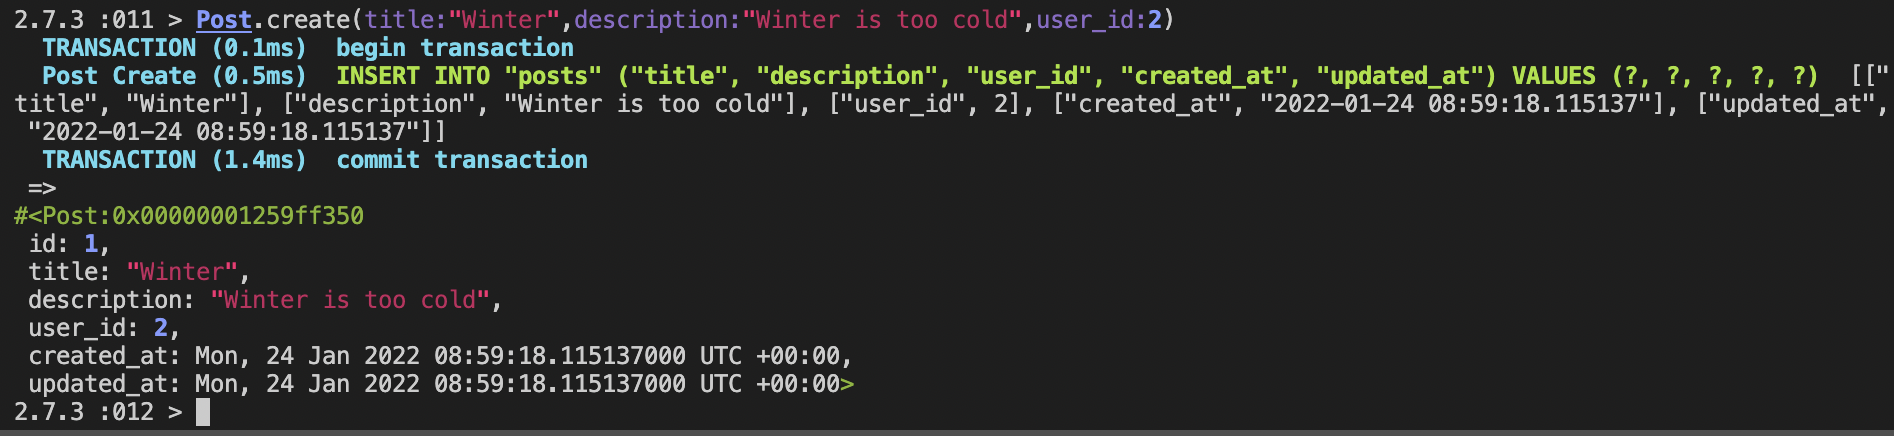 2.7.3 :011 > Post.create(title:"Winter",description:"Winter is too cold",user_id:2)
  TRANSACTION (0.1ms)  begin transaction
  Post Create (0.5ms)  INSERT INTO "posts" ("title", "description", "user_id", "created_at", "updated_at") VALUES (?, ?, ?, ?, ?)  [["
title", "Winter"], ["description", "Winter is too cold"], ["user_id", 2], ["created_at", "2022-01-24 08:59:18.115137"], ["updated_at",
 "2022-01-24 08:59:18.115137"]]
  TRANSACTION (1.4ms)  commit transaction
 =>
#<Post:0x00000001259ff350
 id: 1,
 title: "Winter",
 description: "Winter is too cold",
 user_id: 2,
 created_at: Mon, 24 Jan 2022 08:59:18.115137000 UTC +00:00,
 updated_at: Mon, 24 Jan 2022 08:59:18.115137000 UTC +00:00>
2.7.3 :012 >